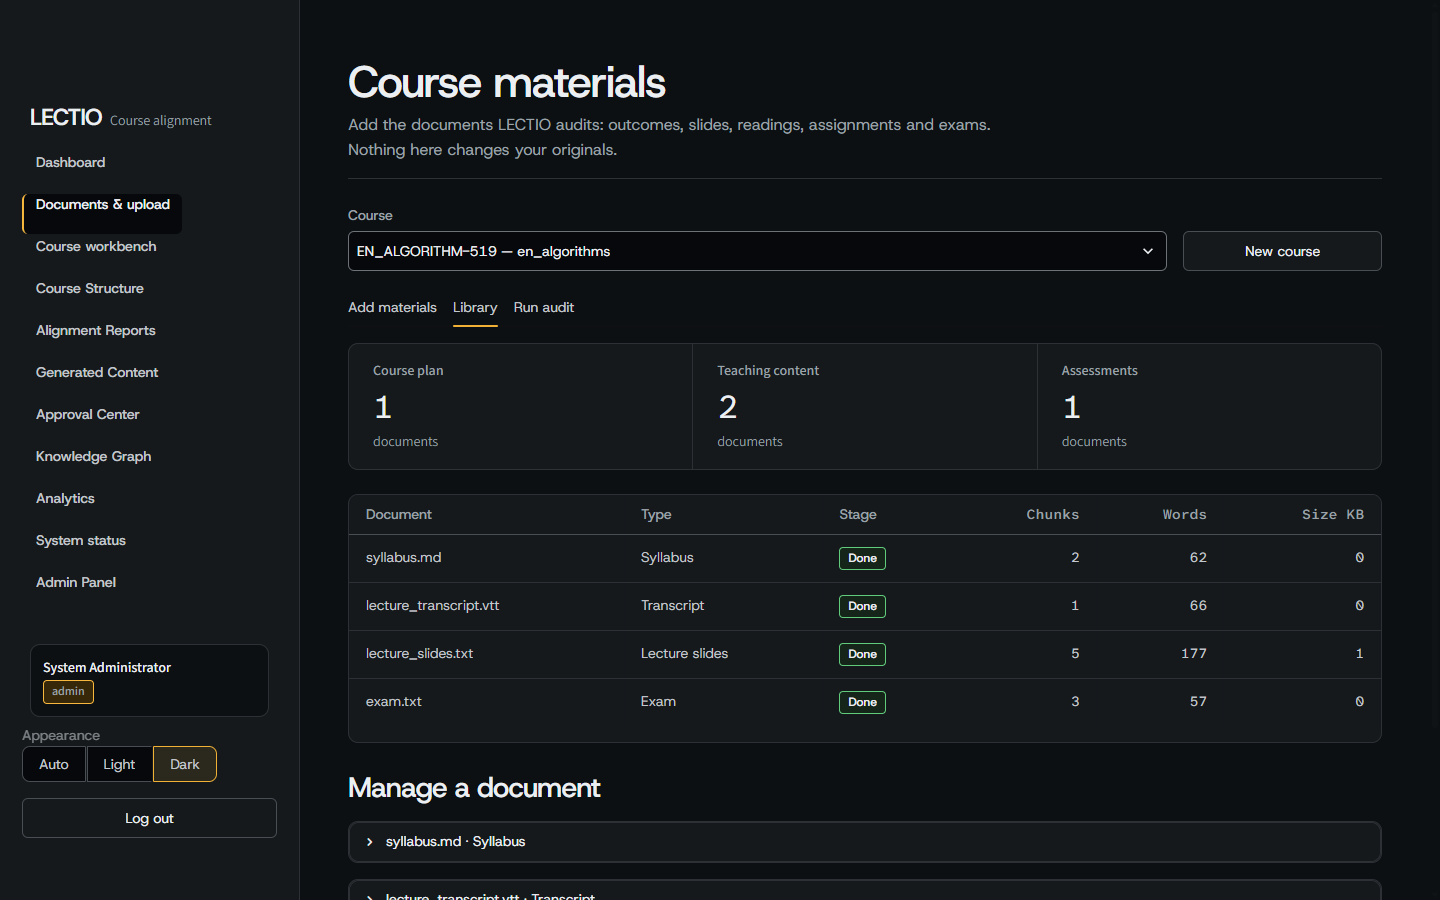 LECTIO Course alignment
Dashboard
Documents & upload
Course workbench
Course Structure
Alignment Reports
Generated Content
Approval Center
Knowledge Graph
Analytics
System status
Admin Panel
System Administrator
admin
Appearance
Auto Light Dark
Log out
Course materials
Add the documents LECTIO audits: outcomes, slides, readings, assignments and exams.
Nothing here changes your originals.
Course
EN_ALGORITHM-519 — en_algorithms
New course
Add materials Library Run audit
Course plan
1
documents
Teaching content
2
documents
Assessments
1
documents
Document Type Stage Chunks Words Size KB
syllabus.md Syllabus Done 2 62 0
lecture_transcript.vtt Transcript Done 1 66 0
lecture_slides.txt Lecture slides Done 5 177 1
exam.txt Exam Done 3 57 0
Manage a document
syllabus.md · Syllabus
lecture_transcript.vtt · Transcript